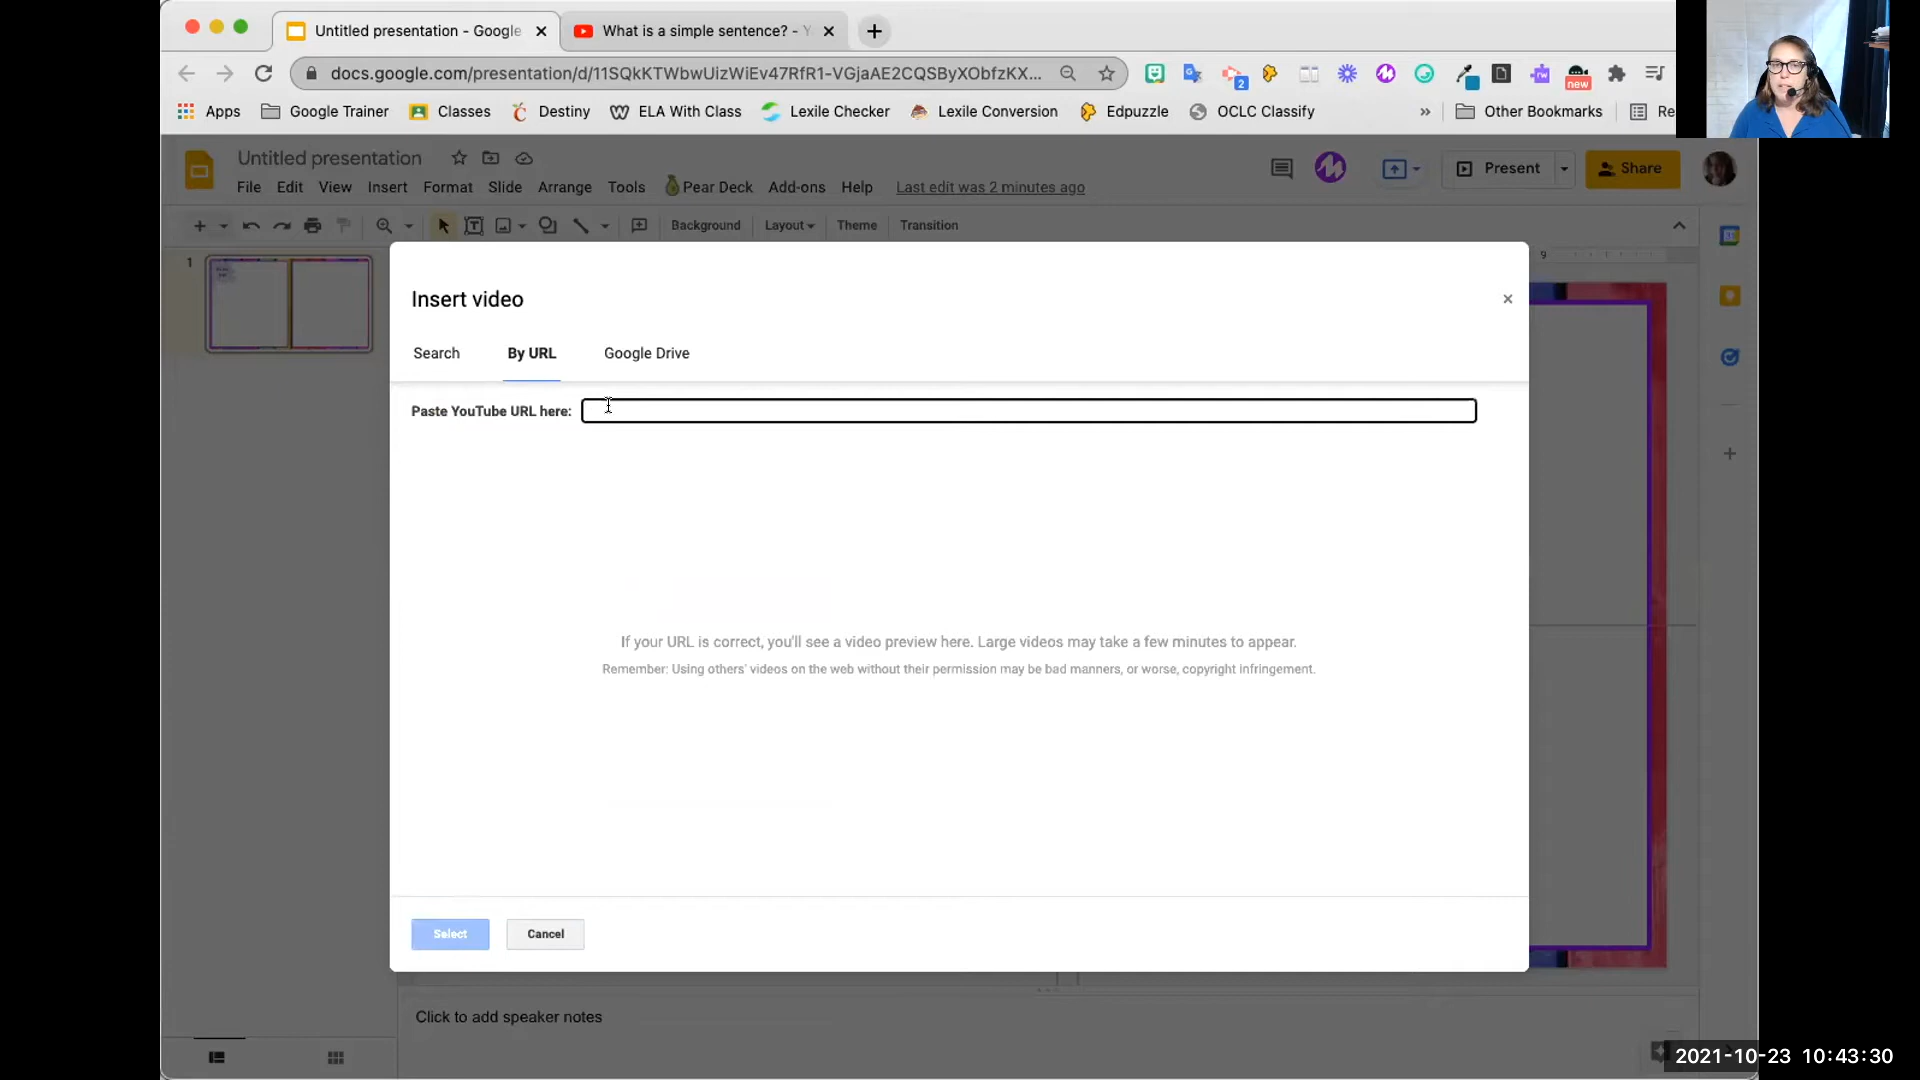 Untitled presentation - Google
What is a simple sentence? - Y
docs.google.com/presentation/d/11SQkKTWbwUizWiEv47RfR1-VGjaAE2CQSByXObfzKX...
2
new
Apps
Google Trainer
Classes
Destiny
ELA With Class
Lexile Checker
Lexile Conversion
Edpuzzle
OCLC Classify
»
Other Bookmarks
Re
Untitled presentation
Present
Share
File Edit View Insert Format Slide Arrange Tools Pear Deck Add-ons Help Last edit was 2 minutes ago
Background Layout Theme Transition
1
9
Insert video
Search By URL Google Drive
Paste YouTube URL here:
If your URL is correct, you'll see a video preview here. Large videos may take a few minutes to appear.
Remember: Using others' videos on the web without their permission may be bad manners, or worse, copyright infringement.
Select Cancel
Click to add speaker notes
2021-10-23 10:43:30